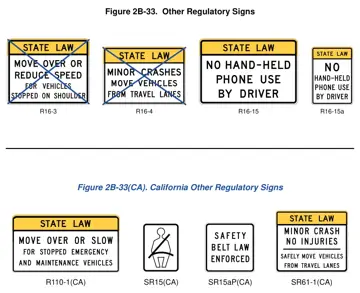 Figure 2B-33. Other Regulatory Signs
STATE LAW
MOVE OVER OR
REDUCE SPEED
FOR VEHICLES
STOPPED ON SHOULDER
R16-3
STATE LAW
MINOR CRASHES
MOVE VEHICLES
FROM TRAVEL LANES
R16-4
STATE LAW
NO HAND-HELD
PHONE USE
BY DRIVER
R16-15
STATE LAW
NO
HAND-HELD
PHONE USE
BY DRIVER
R16-15a
Figure 2B-33(CA). California Other Regulatory Signs
STATE LAW
MOVE OVER OR SLOW
FOR STOPPED EMERGENCY
AND MAINTENANCE VEHICLES
R110-1(CA)
SR15(CA)
SAFETY
BELT LAW
ENFORCED
SR15aP(CA)
STATE LAW
MINOR CRASH
NO INJURIES
SAFELY MOVE VEHICLES
FROM TRAVEL LANES
SR61-1(CA)